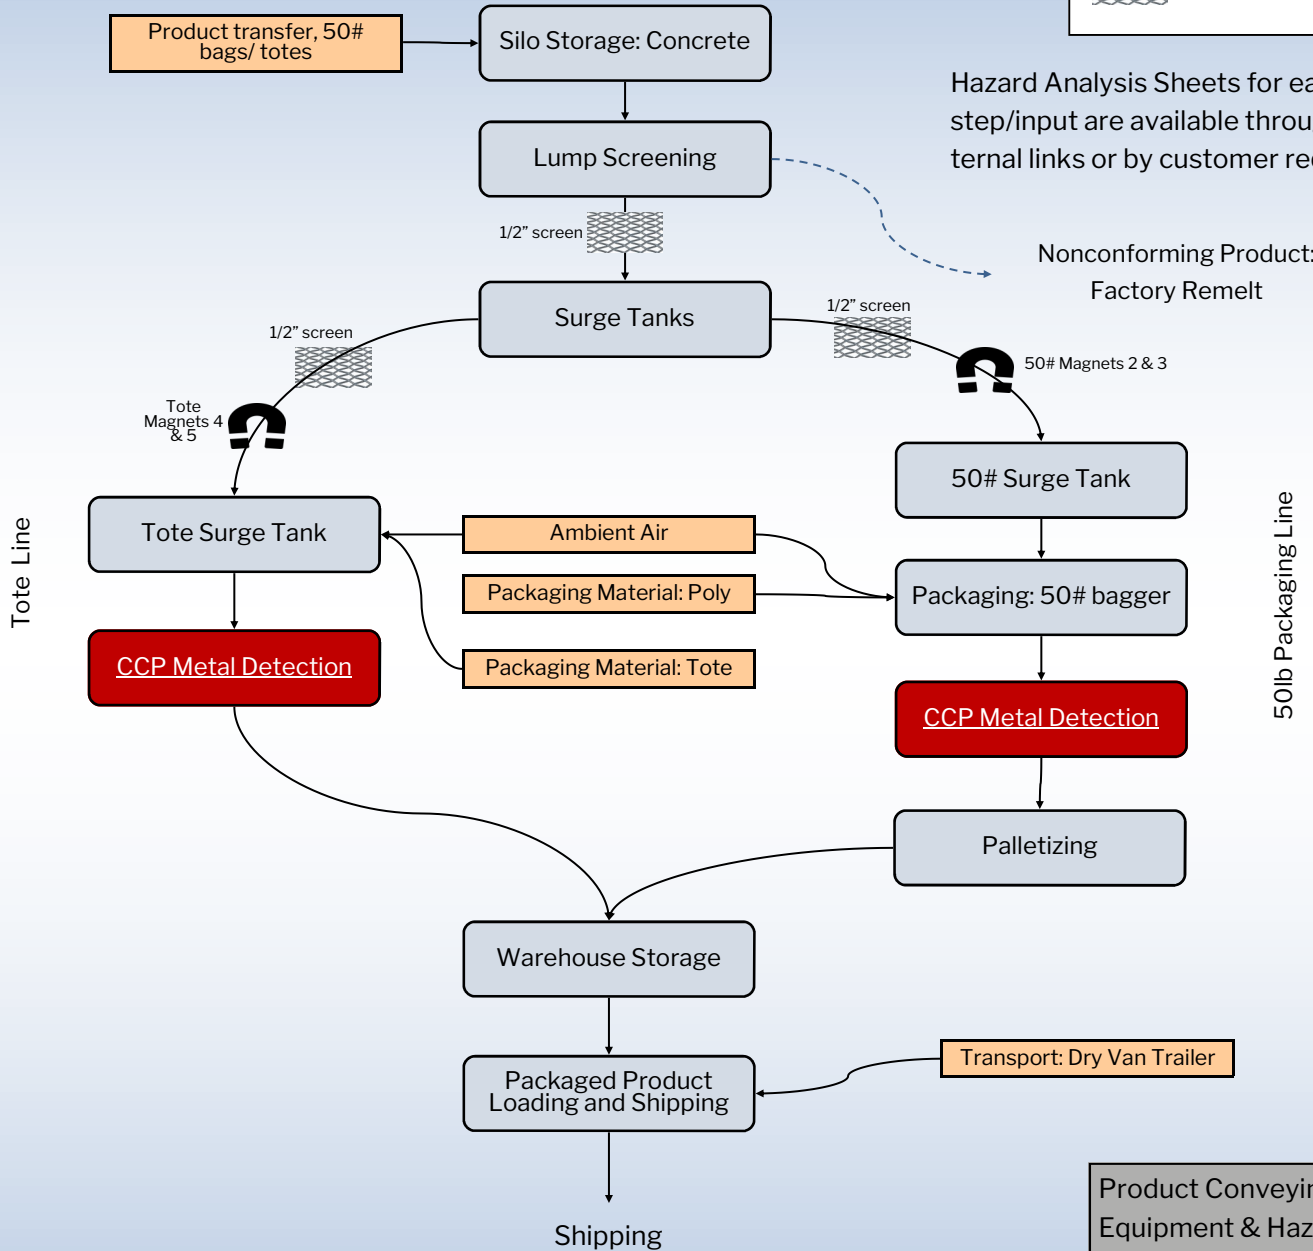 Product transfer, 50#
bags/ totes
Silo Storage: Concrete
Hazard Analysis Sheets for ea
step/input are available throu
ternal links or by customer re
Lump Screening
1/2” screen
Nonconforming Product:
Factory Remelt
Surge Tanks
1/2” screen
1/2” screen
50# Magnets 2 & 3
Tote
Magnets 4
& 5
50# Surge Tank
Tote Surge Tank
Ambient Air
Packaging Material: Poly
Packaging: 50# bagger
Packaging Material: Tote
Tote Line
50lb Packaging Line
CCP Metal Detection
CCP Metal Detection
Palletizing
Warehouse Storage
Transport: Dry Van Trailer
Packaged Product
Loading and Shipping
Shipping
Product Conveyin
Equipment & Haz